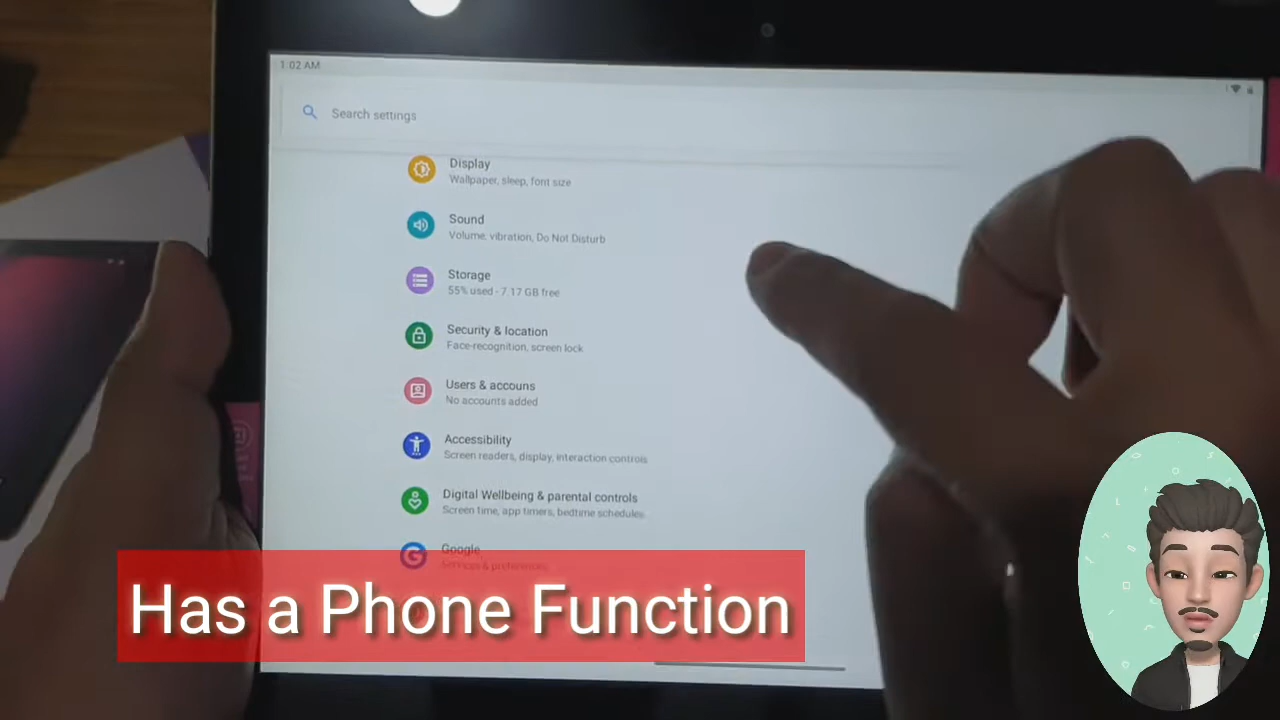 1:02 AM
Search settings
Display
Wallpaper, sleep, font size
Sound
Volume, vibration, Do Not Disturb
Storage
55% used - 7.17 GB free
Security & location
Face-recognition, screen lock
Users & accouns
No accounts added
Accessibility
Screen readers, display, interaction controls
Digital Wellbeing & parental controls
Screen time, app timers, bedtime schedules
Google
Services & preferences
Has a Phone Function